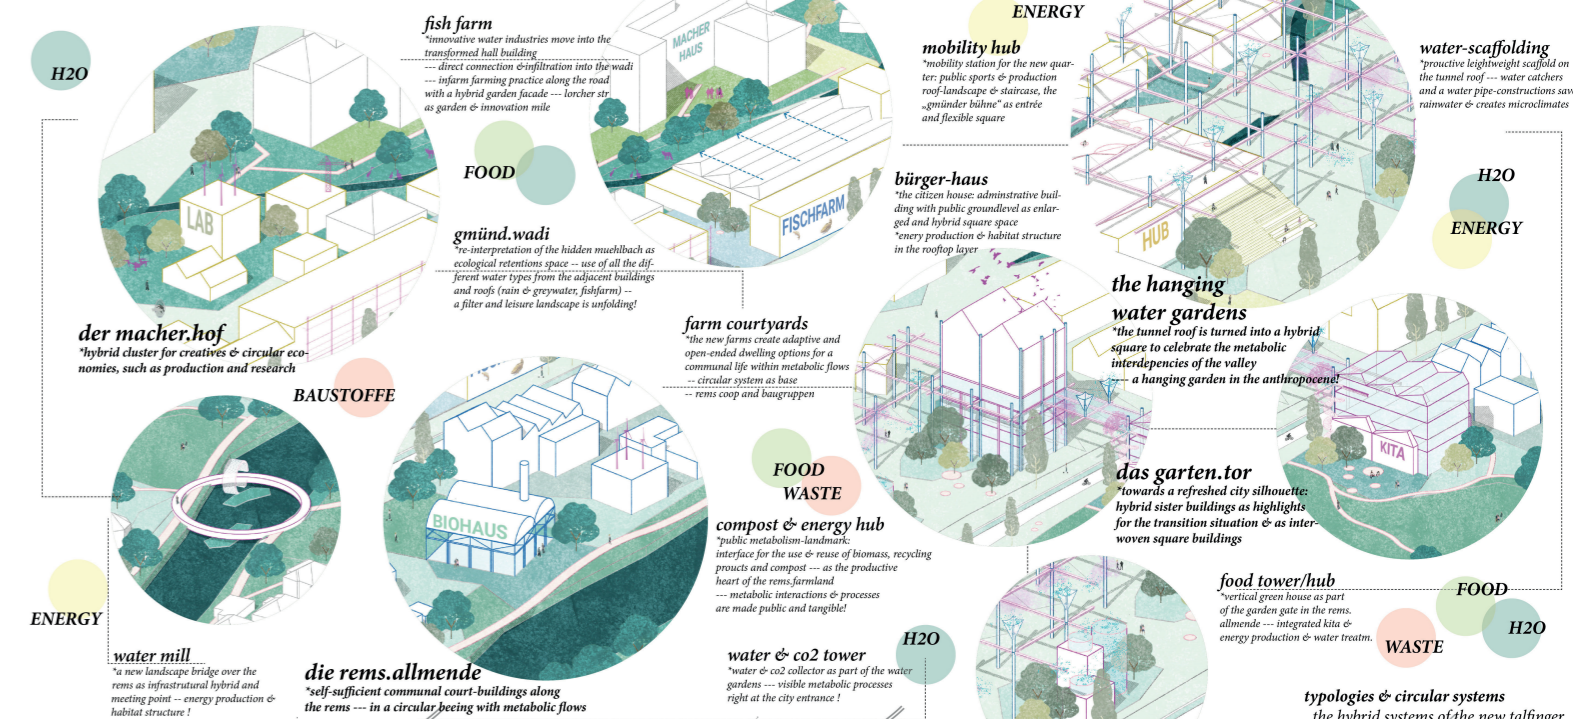 H2O
fish farm
*innovative water industries move into the
transformed hall building
--- direct connection &infiltration into the wadi
--- infarm farming practice along the road
with a hybrid garden facade --- lorcher str
as garden & innovation mile
MACHER
HAUS
ENERGY
mobility hub
*mobility station for the new quar-
ter: public sports & production
roof-landscape & staircase, the
„gmünder bühne“ as entrée
and flexible square
water-scaffolding
*prouctive leightweight scaffold on
the tunnel roof --- water catchers
and a water pipe-constructions sav
rainwater & creates microclimates
FOOD
LAB
FISCHFARM
HUB
bürger-haus
*the citizen house: adminstrative buil-
ding with public groundlevel as enlar-
ged and hybrid square space
*enery production & habitat structure
in the rooftop layer
H2O
ENERGY
gmünd.wadi
*re-interpretation of the hidden muehlbach as
ecological retentions space -- use of all the dif-
ferent water types from the adjacent buildings
and roofs (rain & greywater, fishfarm) --
a filter and leisure landscape is unfolding!
der macher.hof
*hybrid cluster for creatives & circular eco-
nomies, such as production and research
farm courtyards
*the new farms create adaptive and
open-ended dwelling options for a
communal life within metabolic flows
-- circular system as base
-- rems coop and baugruppen
the hanging
water gardens
*the tunnel roof is turned into a hybrid
square to celebrate the metabolic
interdepencies of the valley
--- a hanging garden in the anthropocene!
BAUSTOFFE
KITA
BIOHAUS
FOOD
WASTE
das garten.tor
*towards a refreshed city silhouette:
hybrid sister buildings as highlights
for the transition situation & as inter-
woven square buildings
compost & energy hub
*public metabolism-landmark:
interface for the use & reuse of biomass, recycling
proucts and compost --- as the productive
heart of the rems.farmland
--- metabolic interactions & processes
are made public and tangible!
ENERGY
food tower/hub
*vertical green house as part
of the garden gate in the rems.
allmende --- integrated kita &
energy production & water treatm.
FOOD
H2O
WASTE
water mill
*a new landscape bridge over the
rems as infrastrutural hybrid and
meeting point -- energy production &
habitat structure !
die rems.allmende
*self-sufficient communal court-buildings along
the rems --- in a circular beeing with metabolic flows
H2O
water & co2 tower
*water & co2 collector as part of the water
gardens --- visible metabolic processes
right at the city entrance !
typologies & circular systems
the hybrid systems of the new talfinger